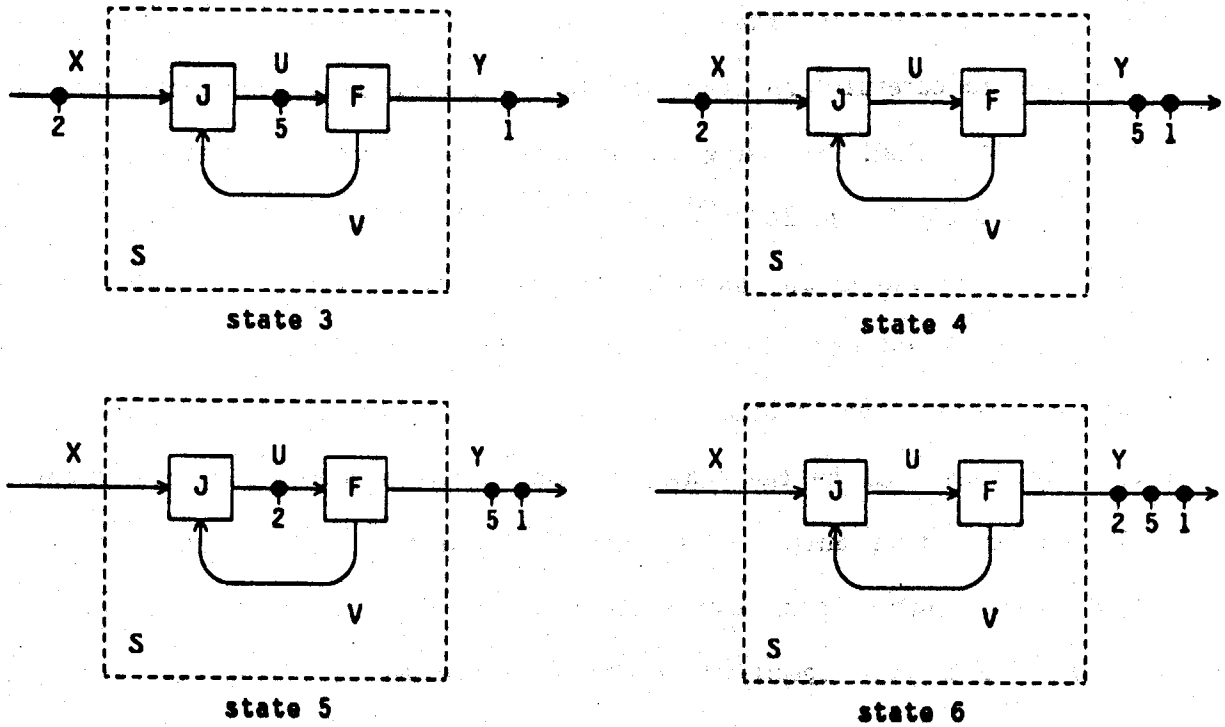 X U Y
J F
2 5 1
V
S
state 3
X U Y
J F
2 5 1
V
S
state 4
X U Y
J F
2 5 1
V
S
state 5
X U Y
J F
2 5 1
V
S
state 6